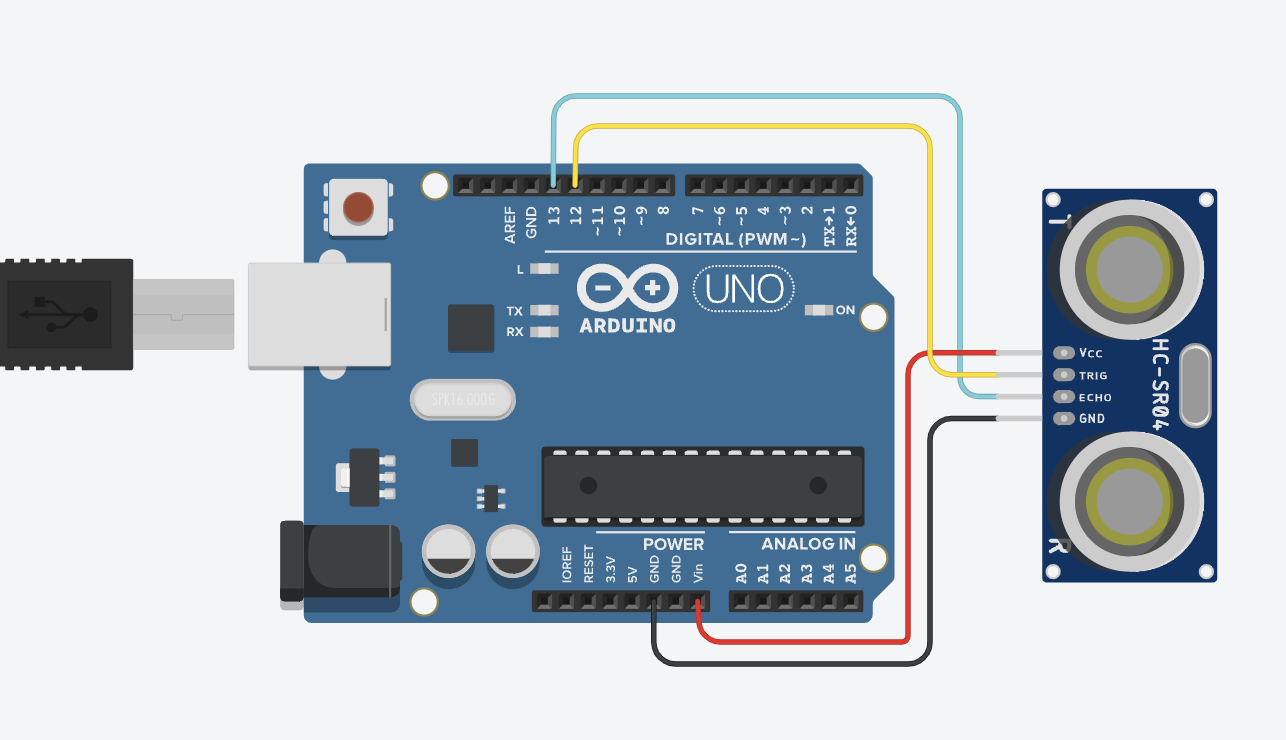 AREF
GND
13
12
~11
~10
~9
8
7
~6
~5
4
~3
2
TX→1
RX←0
DIGITAL (PWM~)
L
TX
RX
ARDUINO
UNO
ON
SPK16.000G
T
HC-SR04
VCC
TRIG
ECHO
GND
R
POWER
ANALOG IN
IOREF
RESET
3.3V
5V
GND
GND
Vin
A0
A1
A2
A3
A4
A5